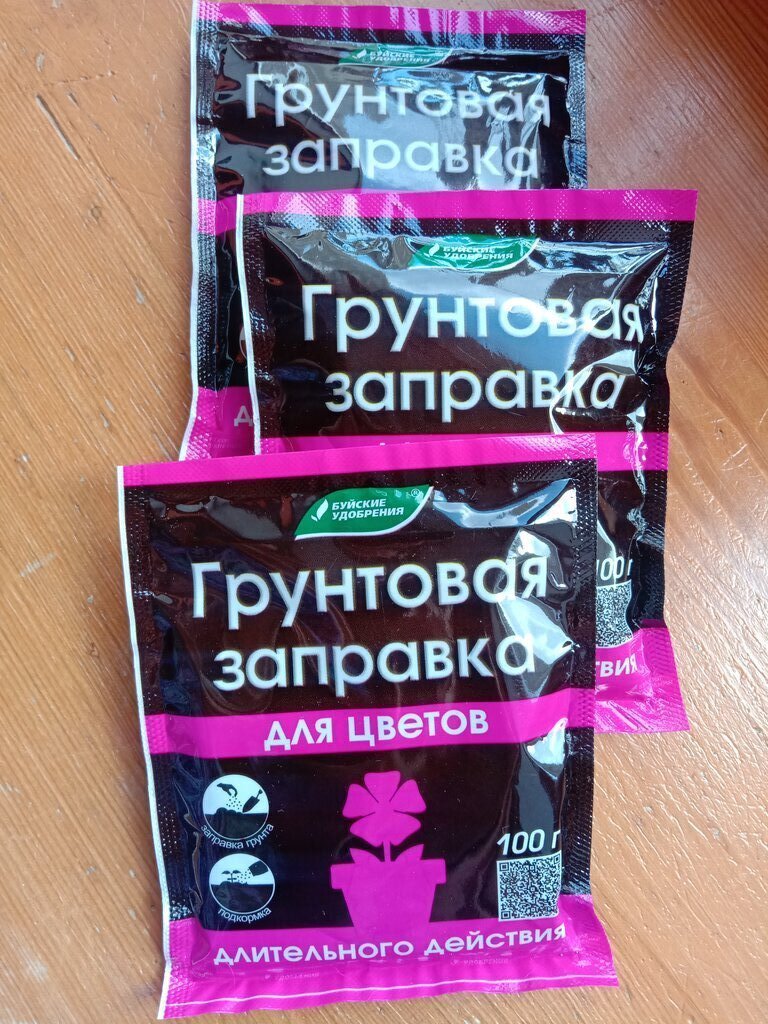 БУЙСКИЕ
УДОБРЕНИЯ
Грунтовая
заправка
БУЙСКИЕ
УДОБРЕНИЯ
Грунтовая
заправка
100 г
БУЙСКИЕ
УДОБРЕНИЯ®
Грунтовая
заправка
для цветов
заправка грунта
подкормка
100 г
длительного действия